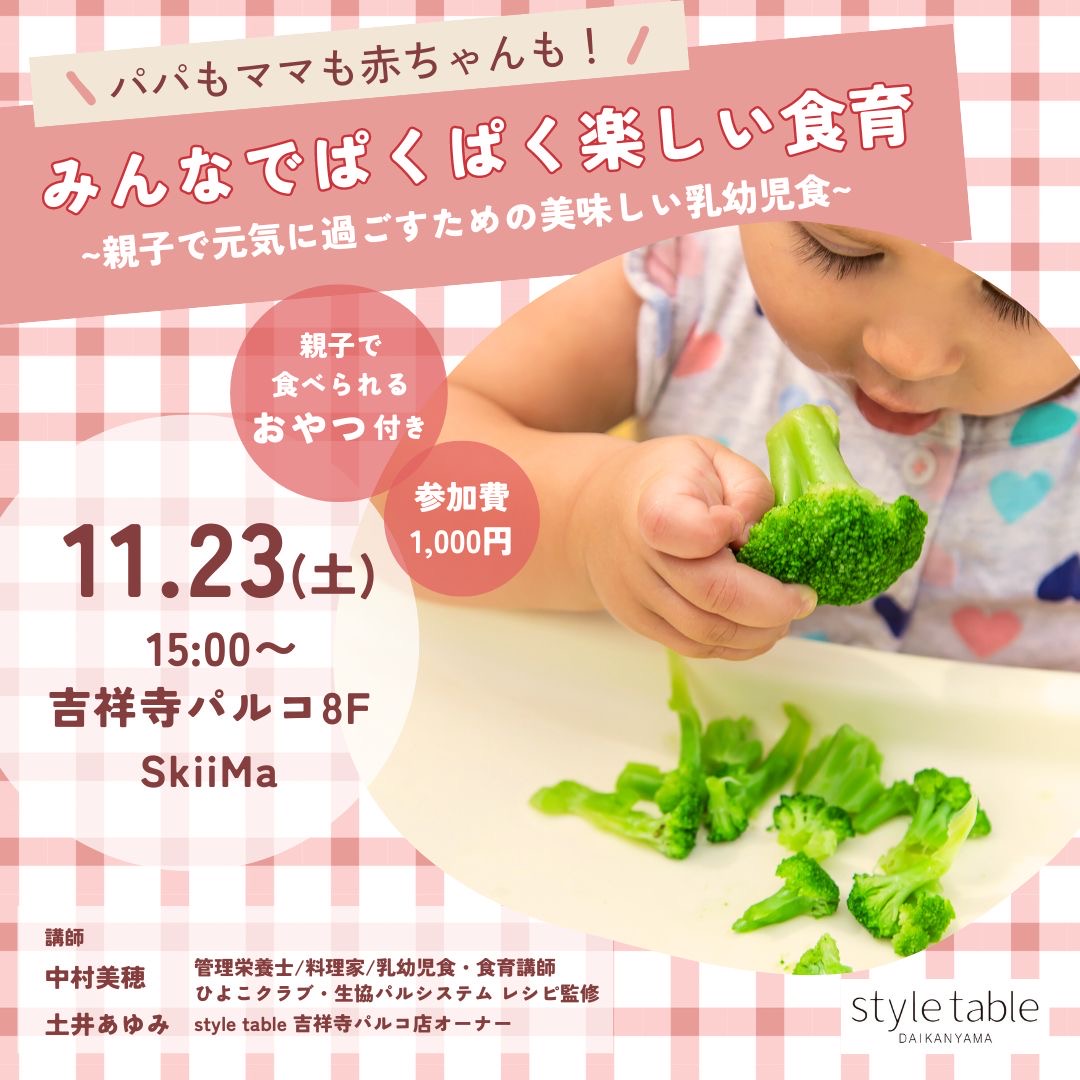 パパもママも赤ちゃんも！
みんなでぱくぱく楽しい食育
~親子で元気に過ごすための美味しい乳幼児食~
親子で
食べられる
おやつ付き
参加費
1,000円
11.23(土)
15:00〜
吉祥寺パルコ8F
SkiiMa
講師
中村美穂
管理栄養士/料理家/乳幼児食・食育講師
ひよこクラブ・生協パルシステム レシピ監修
土井あゆみ
style table 吉祥寺パルコ店オーナー
style table
DAIKANYAMA